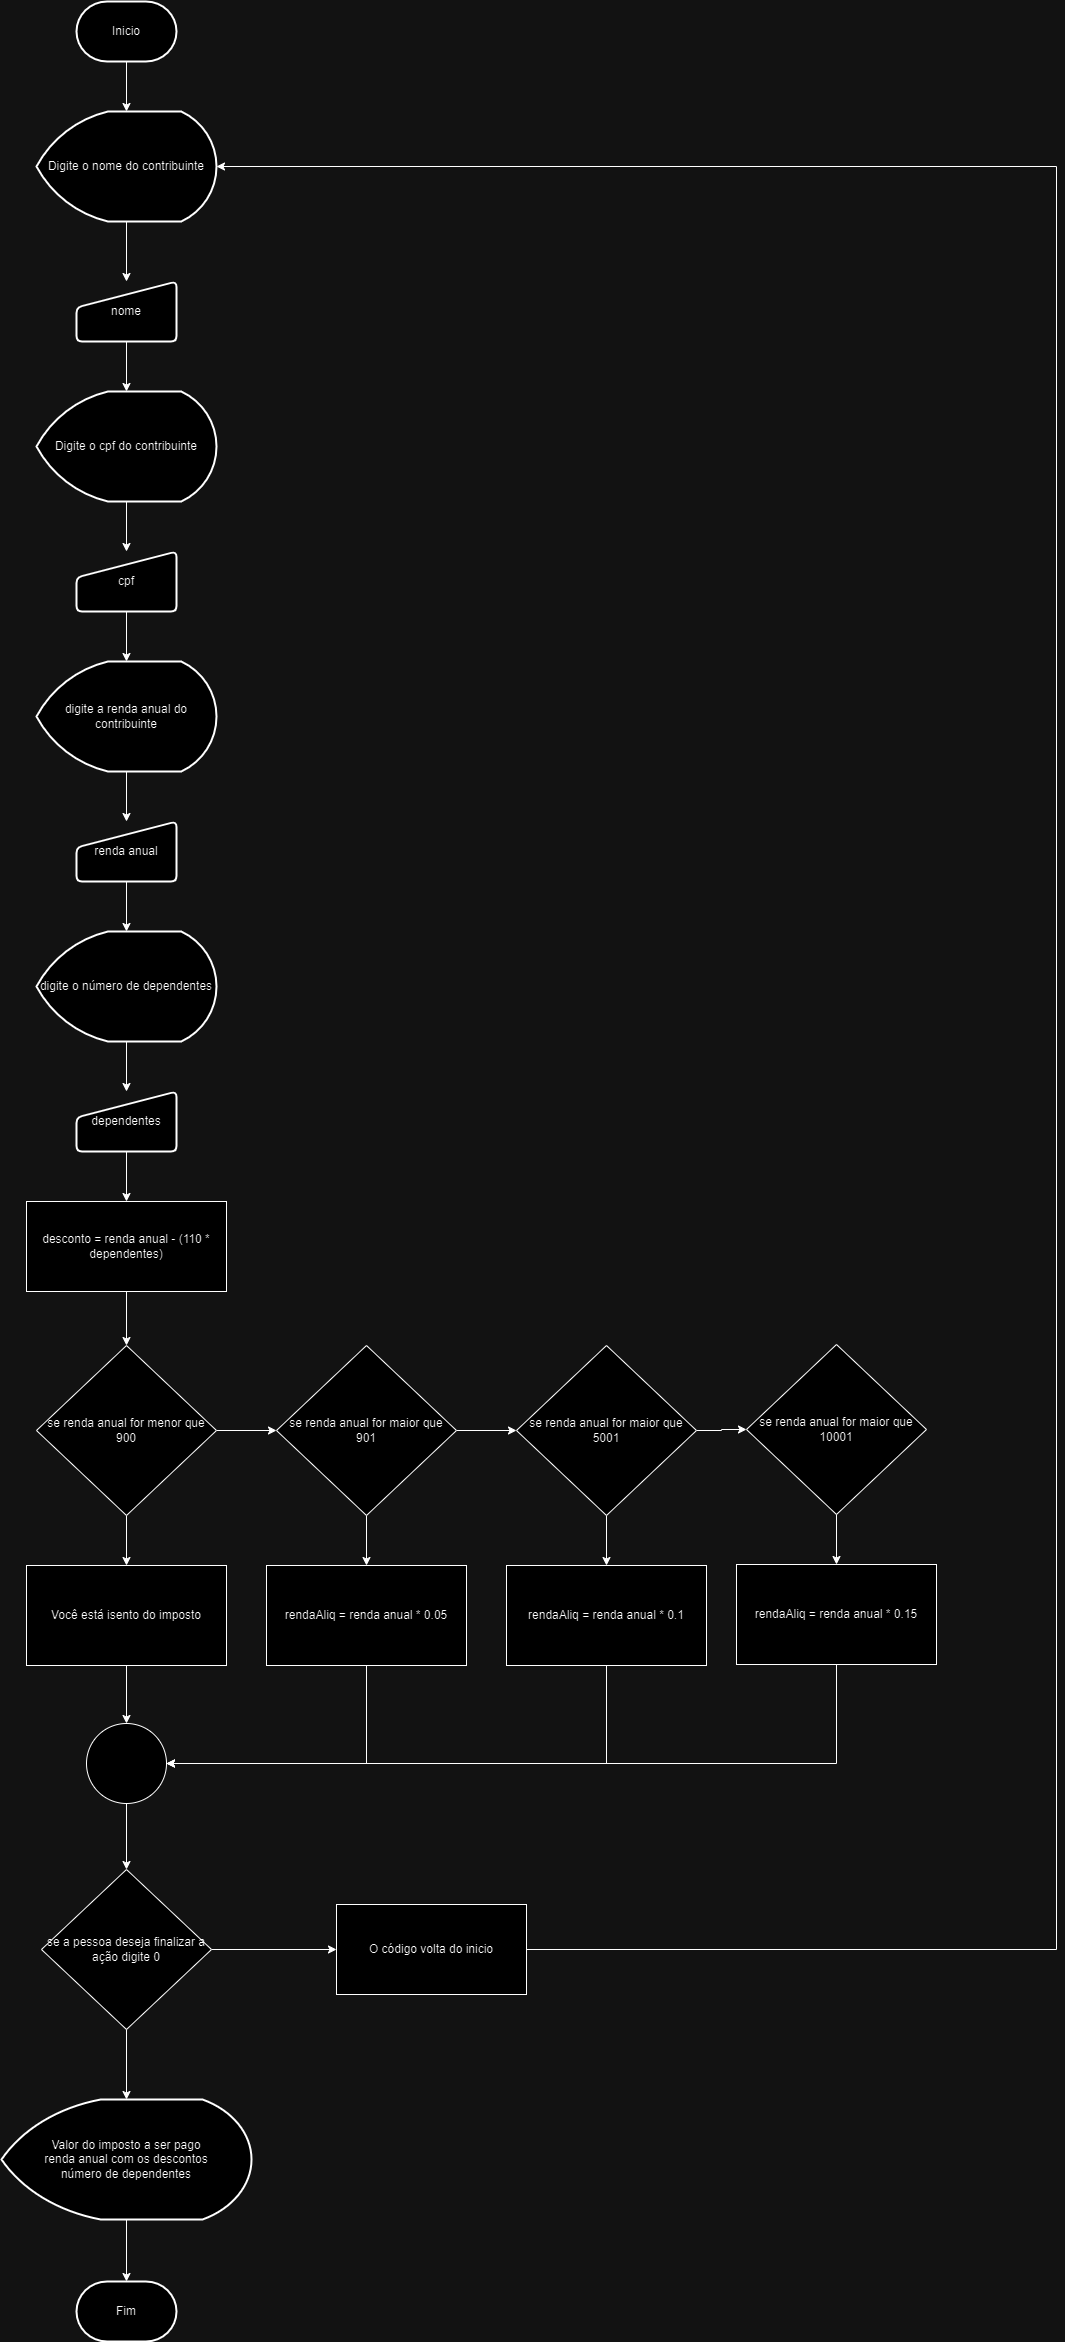 Inicio
Digite o nome do contribuinte
nome
Digite o cpf do contribuinte
cpf
digite a renda anual do
contribuinte
renda anual
digite o número de dependentes
dependentes
desconto = renda anual - (110 *
dependentes)
se renda anual for menor que
900
se renda anual for maior que
901
se renda anual for maior que
5001
se renda anual for maior que
10001
Você está isento do imposto
rendaAliq = renda anual * 0.05
rendaAliq = renda anual * 0.1
rendaAliq = renda anual * 0.15
se a pessoa deseja finalizar a
ação digite 0
O código volta do inicio
Valor do imposto a ser pago
renda anual com os descontos
número de dependentes
Fim